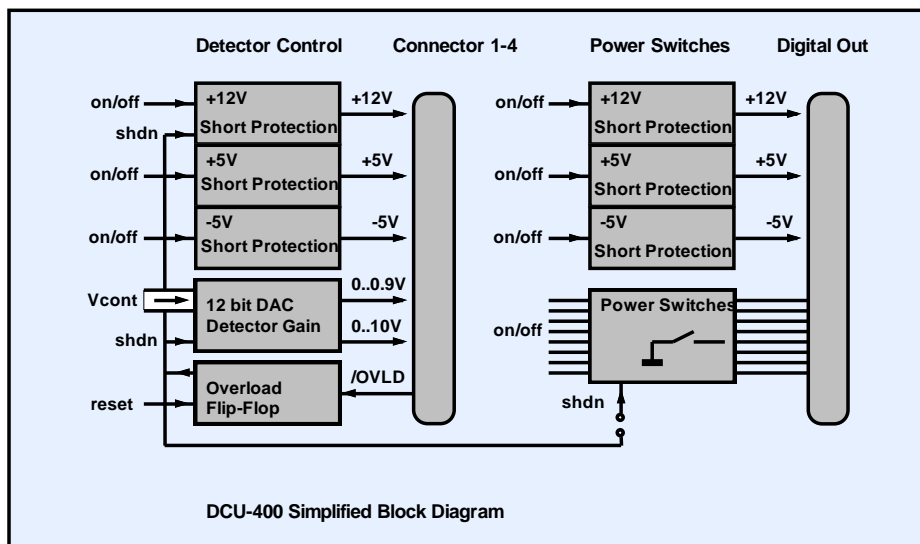 Detector Control
Connector 1-4
Power Switches
Digital Out
on/off
+12V
Short Protection
+12V
shdn
on/off
+5V
Short Protection
+5V
on/off
-5V
Short Protection
-5V
Vcont
12 bit DAC
Detector Gain
0..0.9V
0..10V
shdn
Overload
Flip-Flop
/OVLD
reset
on/off
+12V
Short Protection
+12V
on/off
+5V
Short Protection
+5V
on/off
-5V
Short Protection
-5V
Power Switches
on/off
shdn
DCU-400 Simplified Block Diagram